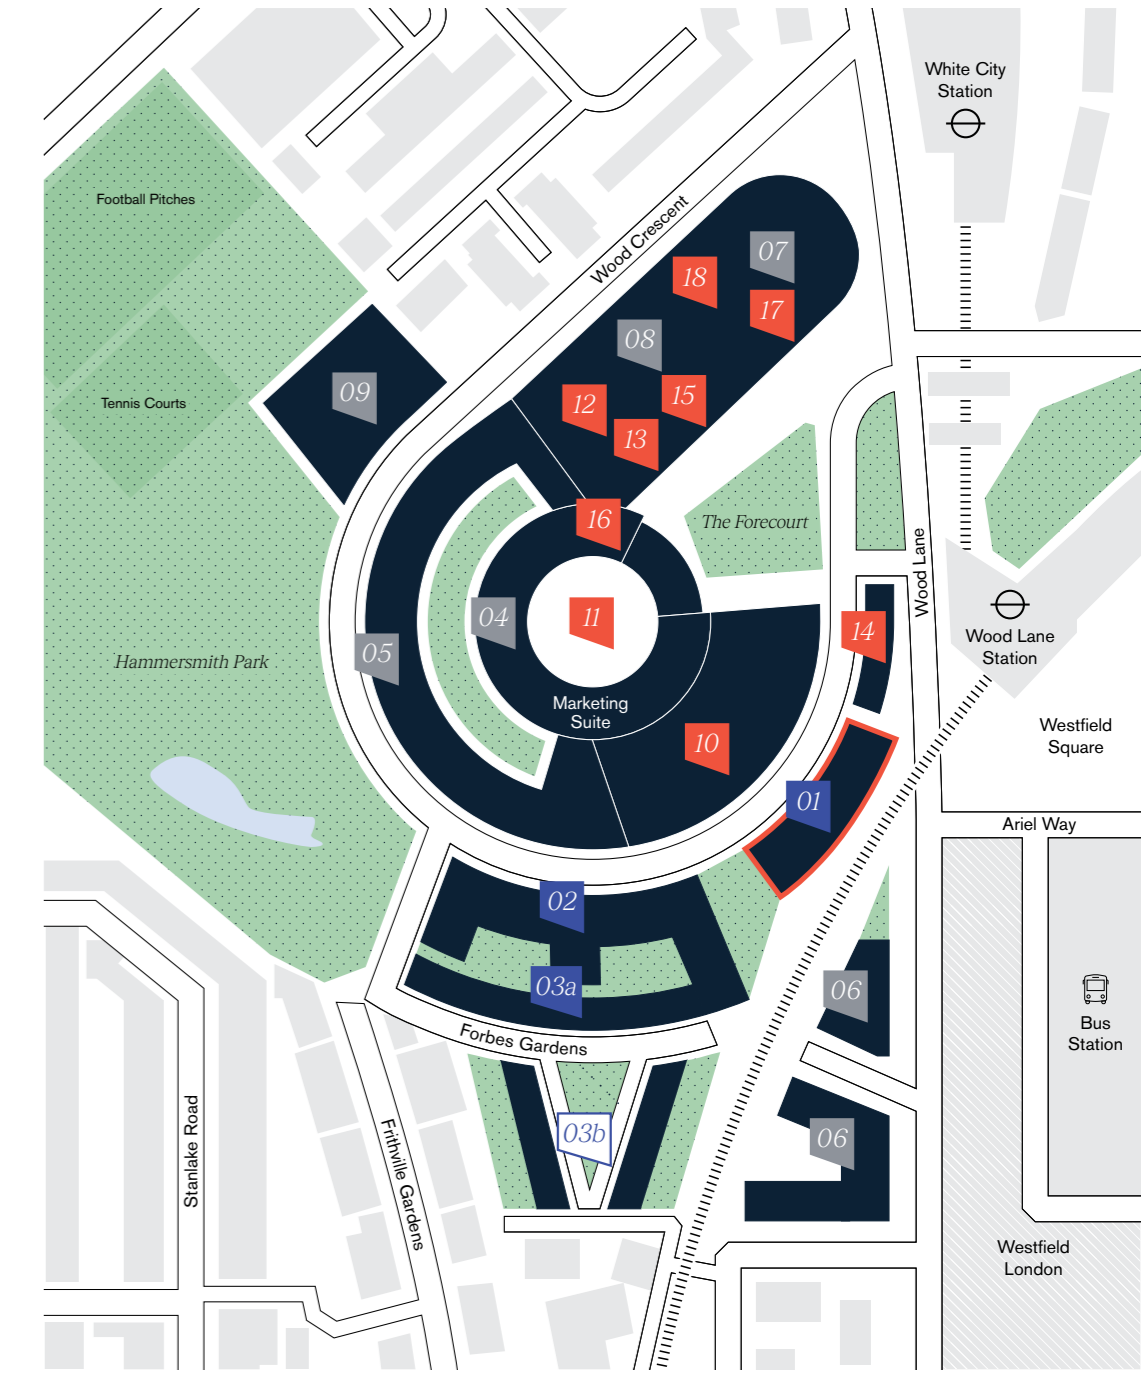 White City
Station
Football Pitches
Wood Crescent
07
18
17
08
09
15
12
Tennis Courts
13
16
The Forecourt
Wood Lane
04
11
14
05
Wood Lane
Station
Hammersmith Park
Marketing
Suite
10
Westfield
Square
01
Ariel Way
02
03a
06
Bus
Station
Forbes Gardens
Stanlake Road
Frithville Gardens
03b
06
Westfield
London